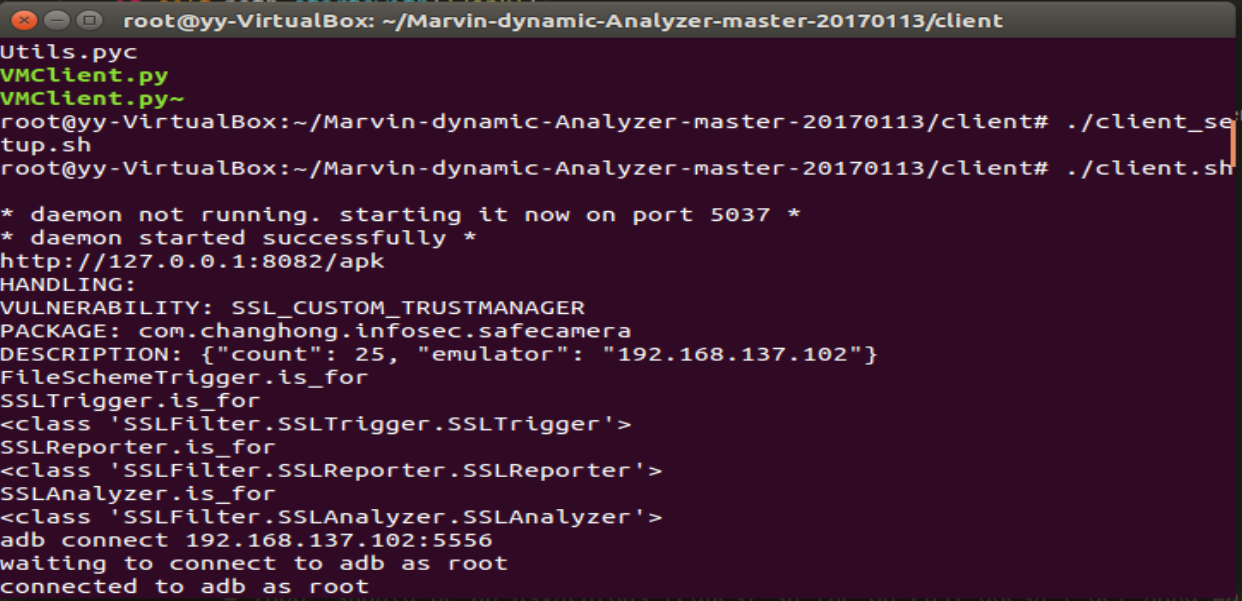 root@yy-VirtualBox: ~/Marvin-dynamic-Analyzer-master-20170113/client
Utils.pyc
VMClient.py
VMClient.py~
root@yy-VirtualBox:~/Marvin-dynamic-Analyzer-master-20170113/client# ./client_se
tup.sh
root@yy-VirtualBox:~/Marvin-dynamic-Analyzer-master-20170113/client# ./client.sh
* daemon not running. starting it now on port 5037 *
* daemon started successfully *
http://127.0.0.1:8082/apk
HANDLING:
VULNERABILITY: SSL_CUSTOM_TRUSTMANAGER
PACKAGE: com.changhong.infosec.safecamera
DESCRIPTION: {"count": 25, "emulator": "192.168.137.102"}
FileSchemeTrigger.is_for
SSLTrigger.is_for
<class 'SSLFilter.SSLTrigger.SSLTrigger'>
SSLReporter.is_for
<class 'SSLFilter.SSLReporter.SSLReporter'>
SSLAnalyzer.is_for
<class 'SSLFilter.SSLAnalyzer.SSLAnalyzer'>
adb connect 192.168.137.102:5556
waiting to connect to adb as root
connected to adb as root